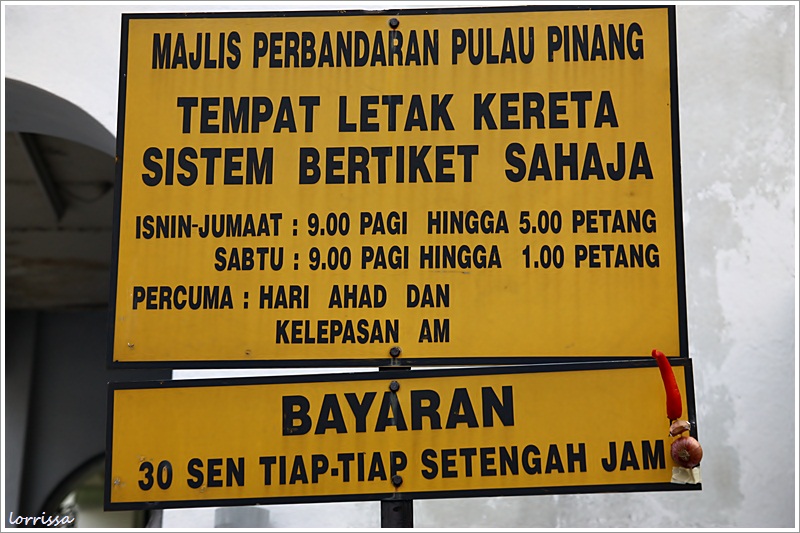 MAJLIS PERBANDARAN PULAU PINANG
TEMPAT LETAK KERETA
SISTEM BERTIKET SAHAJA
ISNIN-JUMAAT : 9.00 PAGI HINGGA 5.00 PETANG
SABTU : 9.00 PAGI HINGGA 1.00 PETANG
PERCUMA : HARI AHAD DAN
KELEPASAN AM
BAYARAN
30 SEN TIAP-TIAP SETENGAH JAM
lorrissa